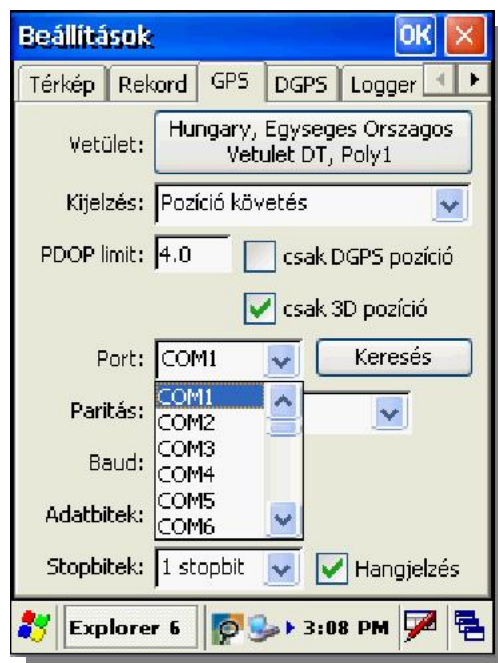 Beállítások OK
Térkép Rekord GPS DGPS Logger
Vetület: Hungary, Egyseges Orszagos
Vetulet DT, Poly1
Kijelzés: Pozíció követés
PDOP limit: 4.0 csak DGPS pozíció
csak 3D pozíció
Port: COM1 Keresés
COM1
Paritás:
COM2
COM3
Baud:
COM4
COM5
Adatbitek:
COM6
Stopbitek: 1 stopbit Hangjelzés
Explorer 6 3:08 PM